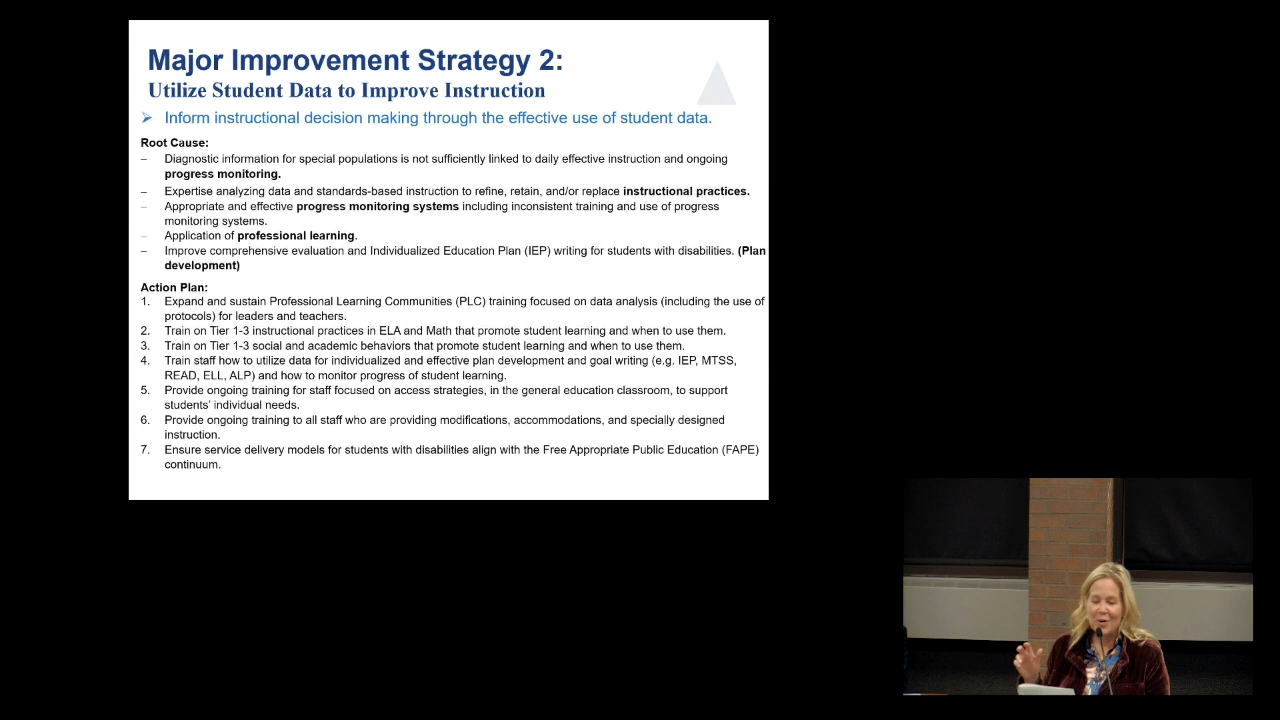 Major Improvement Strategy 2:
Utilize Student Data to Improve Instruction
➢ Inform instructional decision making through the effective use of student data.
Root Cause:
– Diagnostic information for special populations is not sufficiently linked to daily effective instruction and ongoing
progress monitoring.
– Expertise analyzing data and standards-based instruction to refine, retain, and/or replace instructional practices.
– Appropriate and effective progress monitoring systems including inconsistent training and use of progress
monitoring systems.
– Application of professional learning.
– Improve comprehensive evaluation and Individualized Education Plan (IEP) writing for students with disabilities. (Plan
development)
Action Plan:
1. Expand and sustain Professional Learning Communities (PLC) training focused on data analysis (including the use of
protocols) for leaders and teachers.
2. Train on Tier 1-3 instructional practices in ELA and Math that promote student learning and when to use them.
3. Train on Tier 1-3 social and academic behaviors that promote student learning and when to use them.
4. Train staff how to utilize data for individualized and effective plan development and goal writing (e.g. IEP, MTSS,
READ, ELL, ALP) and how to monitor progress of student learning.
5. Provide ongoing training for staff focused on access strategies, in the general education classroom, to support
students' individual needs.
6. Provide ongoing training to all staff who are providing modifications, accommodations, and specially designed
instruction.
7. Ensure service delivery models for students with disabilities align with the Free Appropriate Public Education (FAPE)
continuum.